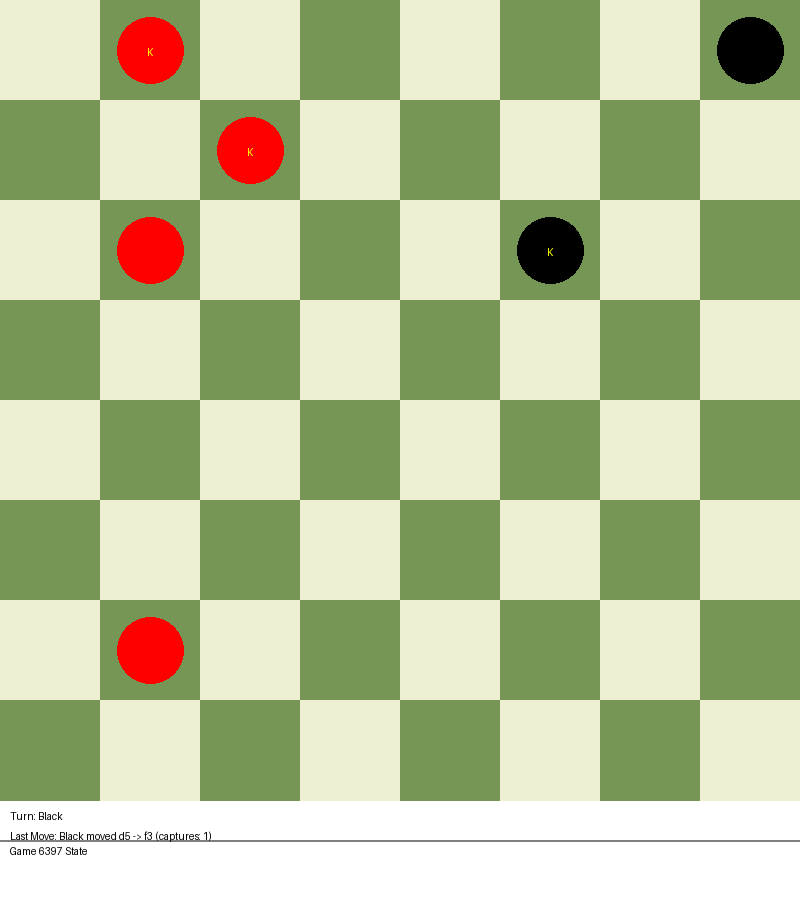 K
K
K
Turn: Black
Last Move: Black moved d5 -> f3 (captures: 1)
Game 6397 State